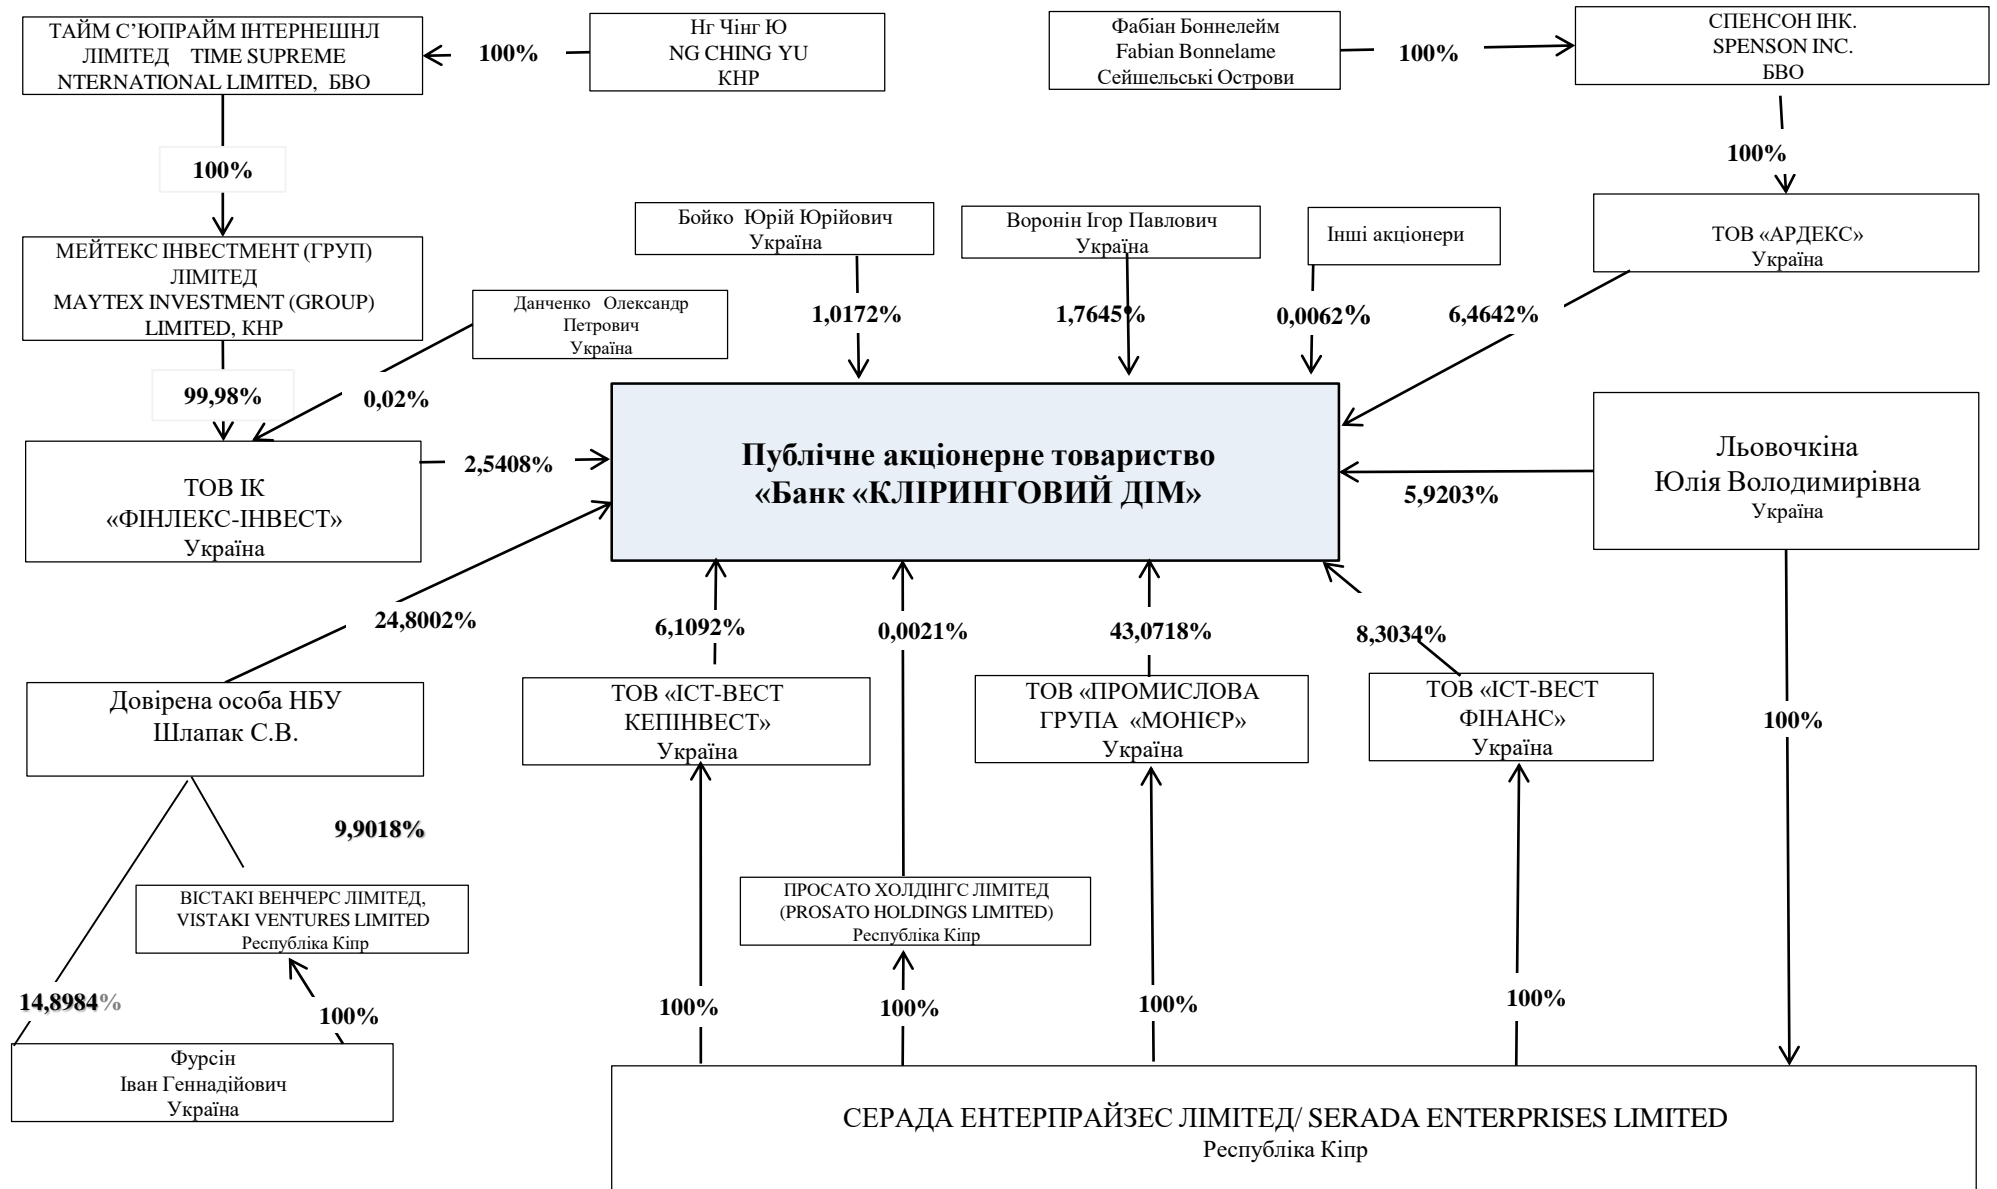 ТАЙМ С’ЮПРАЙМ ІНТЕРНЕШНЛ
ЛІМІТЕД TIME SUPREME
NTERNATIONAL LIMITED, БВО
100%
Нг Чінг Ю
NG CHING YU
КНР
Фабіан Боннелейм
Fabian Bonnelame
Сейшельські Острови
100%
СПЕНСОН ІНК.
SPENSON INC.
БВО
100%
100%
МЕЙТЕКС ІНВЕСТМЕНТ (ГРУП)
ЛІМІТЕД
MAYTEX INVESTMENT (GROUP)
LIMITED, КНР
Бойко Юрій Юрійович
Україна
Воронін Ігор Павлович
Україна
Інші акціонери
ТОВ «АРДЕКС»
Україна
Данченко Олександр
Петрович
Україна
1,0172%
1,7645%
0,0062%
6,4642%
99,98%
0,02%
ТОВ ІК
«ФІНЛЕКС-ІНВЕСТ»
Україна
2,5408%
Публічне акціонерне товариство
«Банк «КЛІРИНГОВИЙ ДІМ»
5,9203%
Льовочкіна
Юлія Володимирівна
Україна
24,8002%
6,1092%
0,0021%
43,0718%
8,3034%
Довірена особа НБУ
Шлапак С.В.
ТОВ «ІСТ-ВЕСТ
КЕПІНВЕСТ»
Україна
ТОВ «ПРОМИСЛОВА
ГРУПА «МОНІЄР»
Україна
ТОВ «ІСТ-ВЕСТ
ФІНАНС»
Україна
100%
9,9018%
ВІСТАКІ ВЕНЧЕРС ЛІМІТЕД,
VISTAKI VENTURES LIMITED
Республіка Кіпр
ПРОСАТО ХОЛДІНГС ЛІМІТЕД
(PROSATO HOLDINGS LIMITED)
Республіка Кіпр
14,8984%
100%
100%
100%
100%
100%
Фурсін
Іван Геннадійович
Україна
СЕРАДА ЕНТЕРПРАЙЗЕС ЛІМІТЕД/ SERADA ENTERPRISES LIMITED
Республіка Кіпр